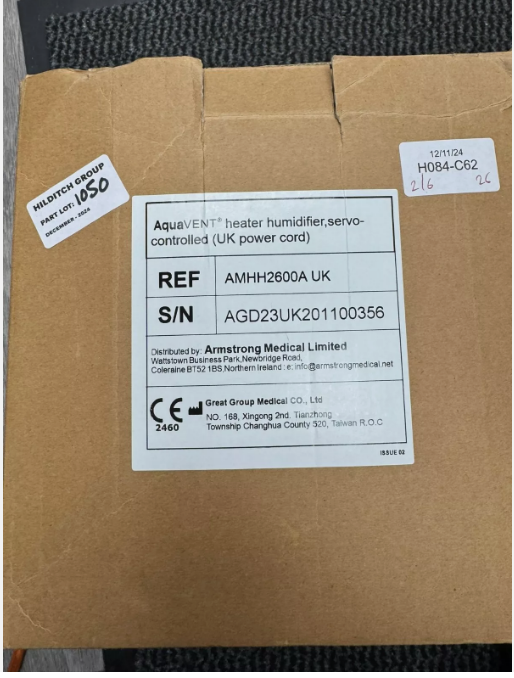 HILDITCH GROUP
PART LOT: 1050
DECEMBER - 2024
12/11/24
H084-C62
2/6 26
AquaVENT® heater humidifier,servo-
controlled (UK power cord)
REF AMHH2600A UK
S/N AGD23UK201100356
Distributed by: Armstrong Medical Limited
Wattstown Business Park,Newbridge Road,
Coleraine BT52 1BS,Northern Ireland : e: info@armstrongmedical.net
CE
2460
Great Group Medical CO., Ltd
NO. 168, Xingong 2nd. Tianzhong
Township Changhua County 520, Taiwan R.O.C
ISSUE 02